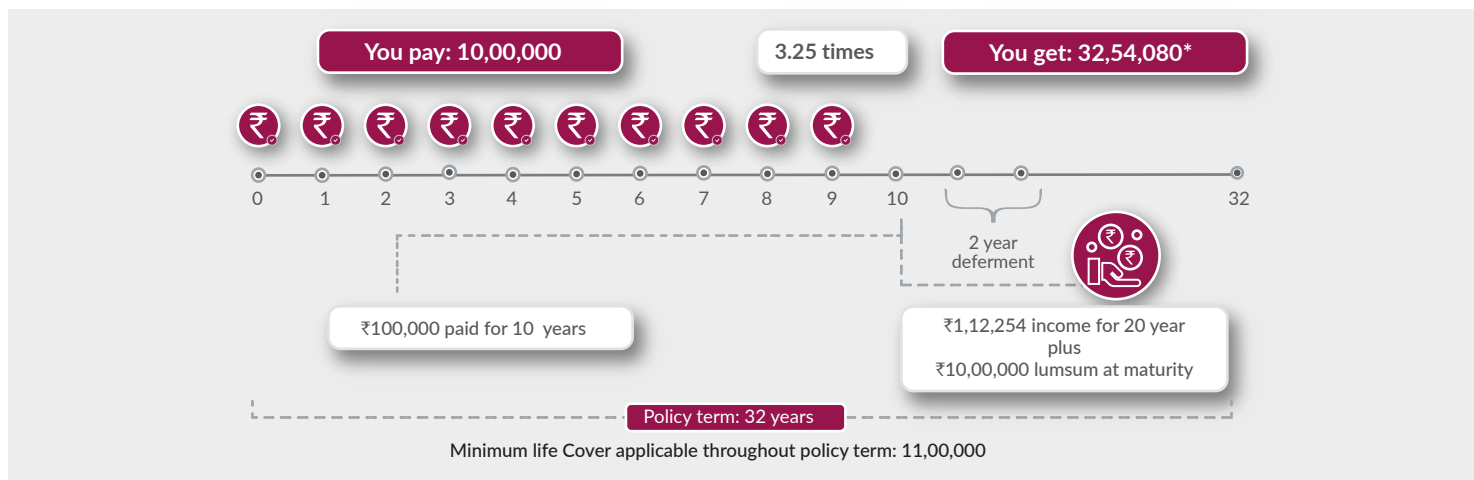 You pay: 10,00,000
3.25 times
You get: 32,54,080*
₹ ₹ ₹ ₹ ₹ ₹ ₹ ₹ ₹ ₹
0 1 2 3 4 5 6 7 8 9 10 32
2 year
deferment
₹
₹
₹100,000 paid for 10 years
₹1,12,254 income for 20 year
plus
₹10,00,000 lumsum at maturity
Policy term: 32 years
Minimum life Cover applicable throughout policy term: 11,00,000